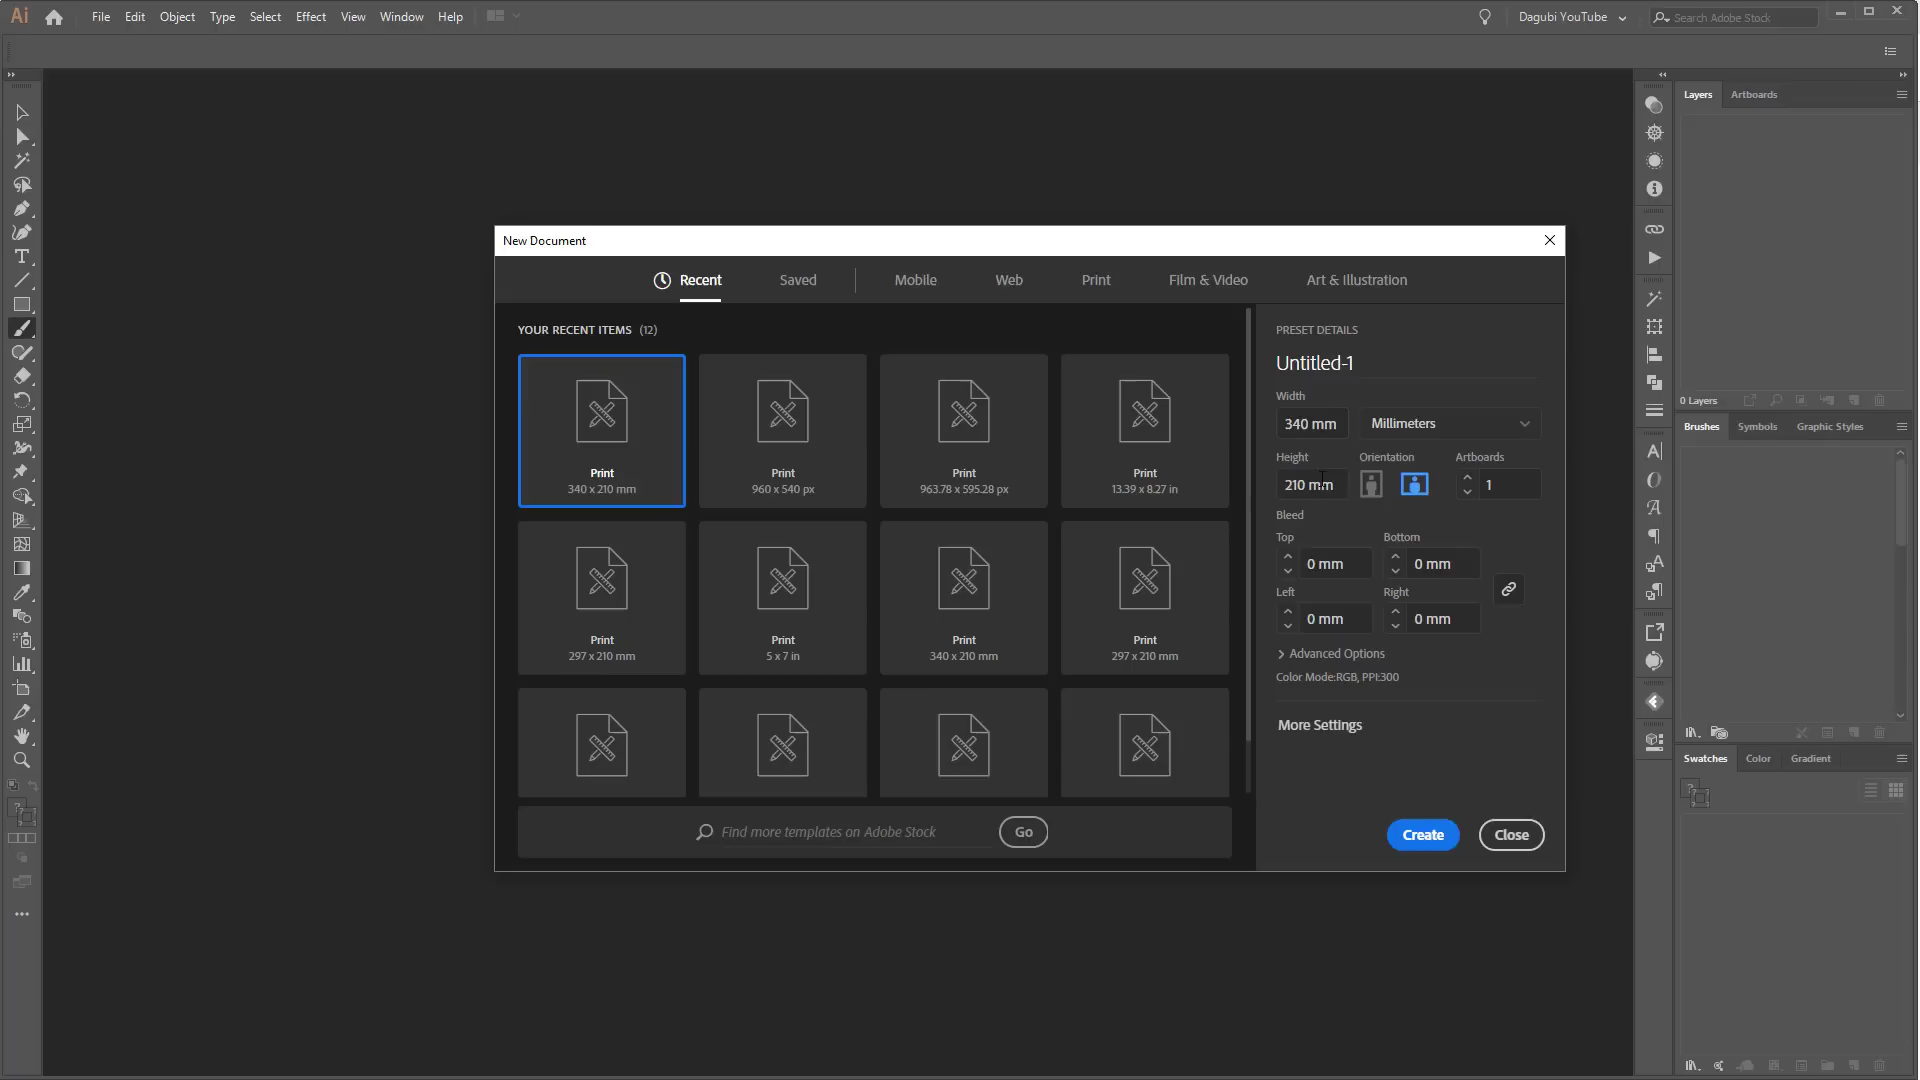 Ai File Edit Object Type Select Effect View Window Help Dagubi YouTube Search Adobe Stock
Layers Artboards
New Document
Recent Saved Mobile Web Print Film & Video Art & Illustration
YOUR RECENT ITEMS (12)
Print
340 x 210 mm
Print
960 x 540 px
Print
963.78 x 595.28 px
Print
13.39 x 8.27 in
Print
297 x 210 mm
Print
5 x 7 in
Print
340 x 210 mm
Print
297 x 210 mm
Find more templates on Adobe Stock Go
PRESET DETAILS
Untitled-1
Width
340 mm Millimeters
Height Orientation Artboards
210 mm 1
Bleed
Top Bottom
0 mm 0 mm
Left Right
0 mm 0 mm
Advanced Options
Color Mode:RGB, PPI:300
More Settings
Create Close
0 Layers
Brushes Symbols Graphic Styles
Swatches Color Gradient